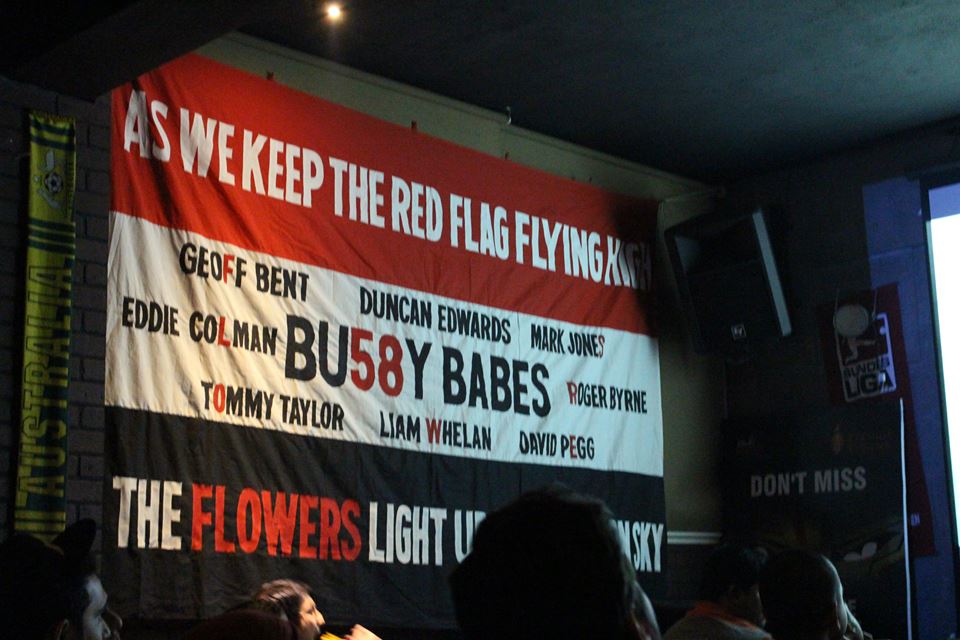 AS WE KEEP THE RED FLAG FLYING HIGH
GEOFF BENT
DUNCAN EDWARDS
MARK JONES
EDDIE COLMAN
BU58Y BABES
ROGER BYRNE
TOMMY TAYLOR
LIAM WHELAN
DAVID PEGG
THE FLOWERS LIGHT SKY
AUSTRALIA
LIGA
DON'T MISS